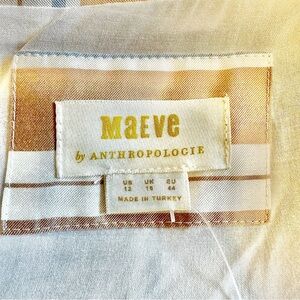 MAEVE
by ANTHROPOLOGIE
US UK EU
12 16 44
MADE IN TURKEY